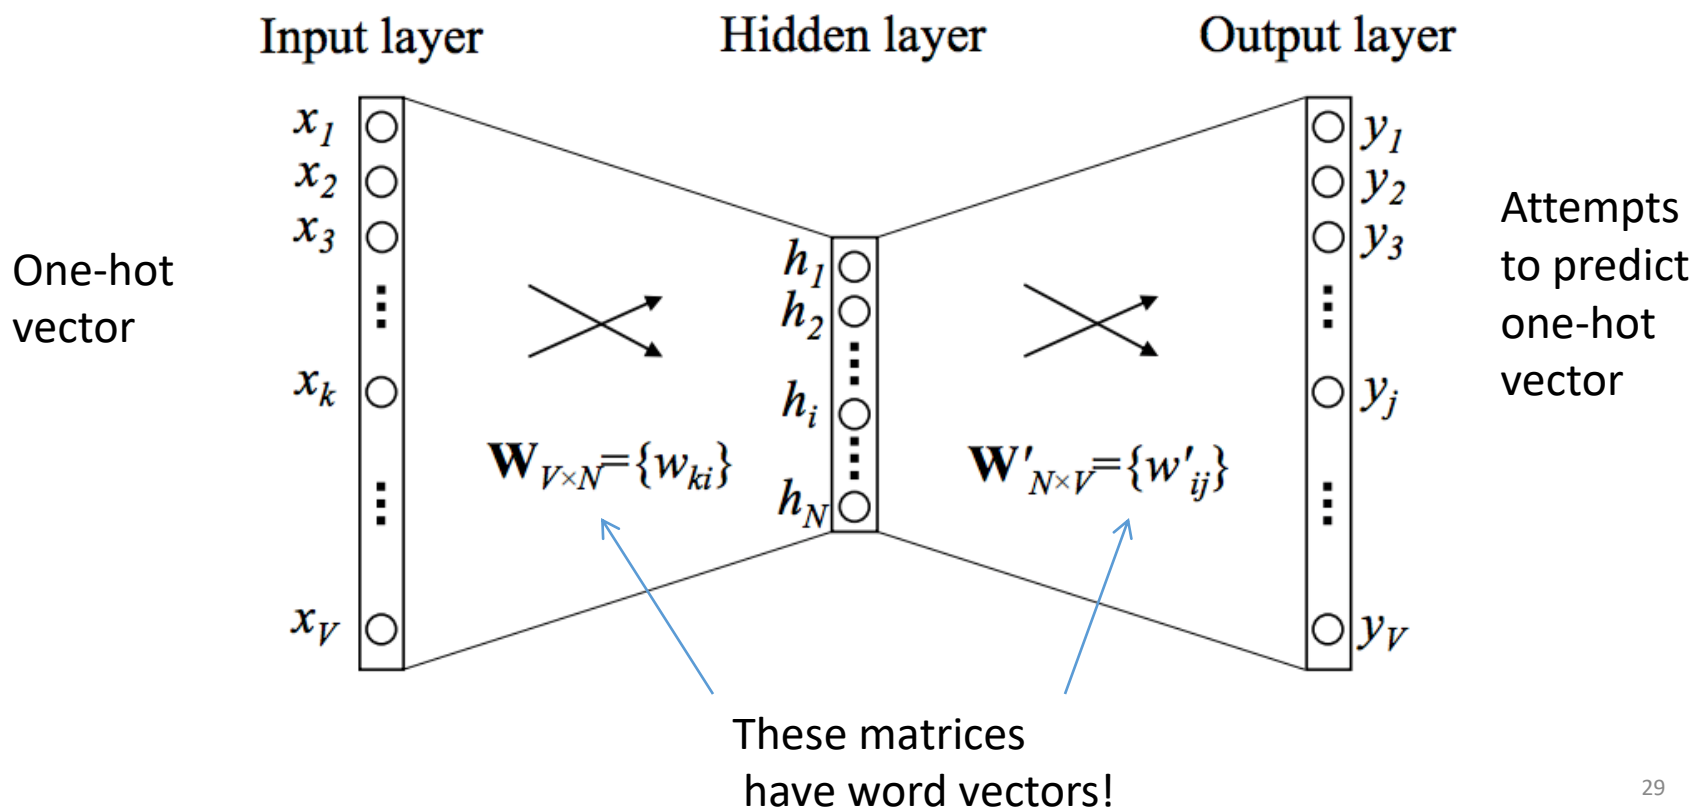 Input layer Hidden layer Output layer
x1
x2
x3
xk
xV
One-hot
vector
W V×N={wki}
h1
h2
hi
hN
W'N×V={w'ij}
y1
y2
y3
yj
yV
Attempts
to predict
one-hot
vector
These matrices
have word vectors!
29